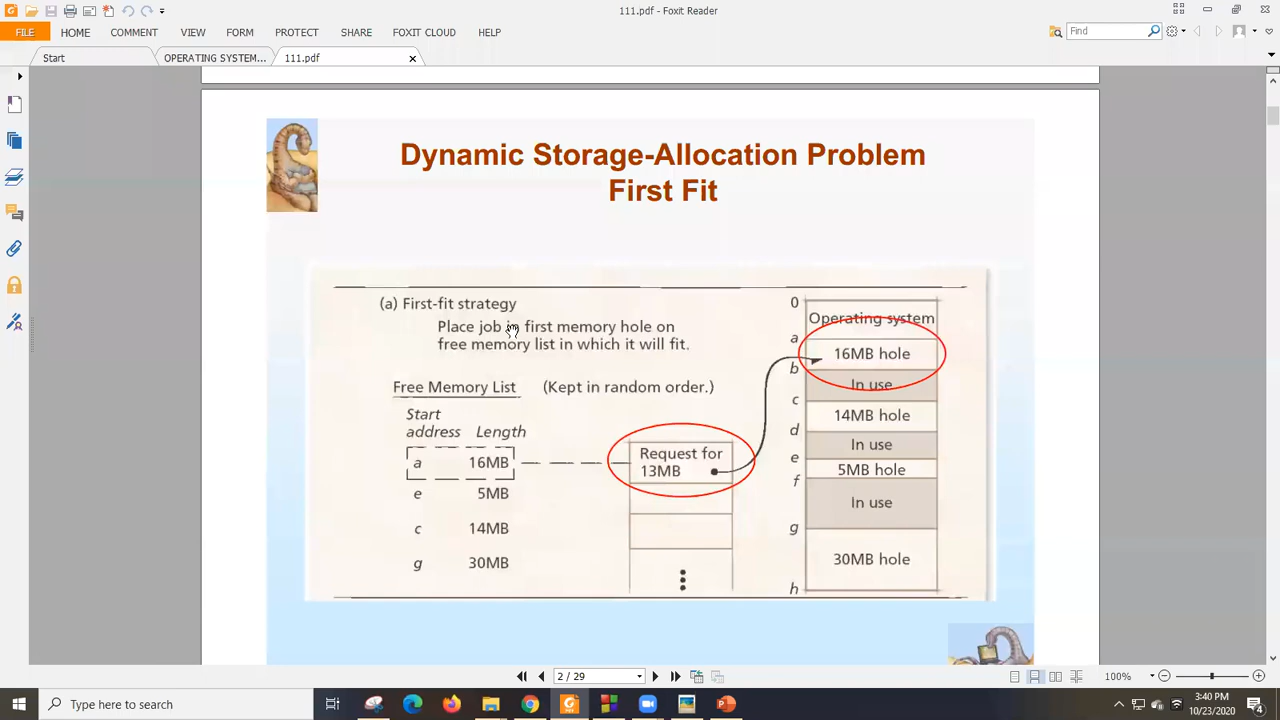 111.pdf - Foxit Reader
FILE HOME COMMENT VIEW FORM PROTECT SHARE FOXIT CLOUD HELP
Find
Start OPERATING SYSTEM... 111.pdf
Dynamic Storage-Allocation Problem
First Fit
(a) First-fit strategy
Place job in first memory hole on
free memory list in which it will fit.
Free Memory List (Kept in random order.)
Start
address Length
a 16MB
e 5MB
c 14MB
g 30MB
Request for
13MB
0
Operating system
a
16MB hole
b
In use
c
14MB hole
d
In use
e
5MB hole
f
In use
g
30MB hole
h
2 / 29
100%
Type here to search
3:40 PM
10/23/2020
4